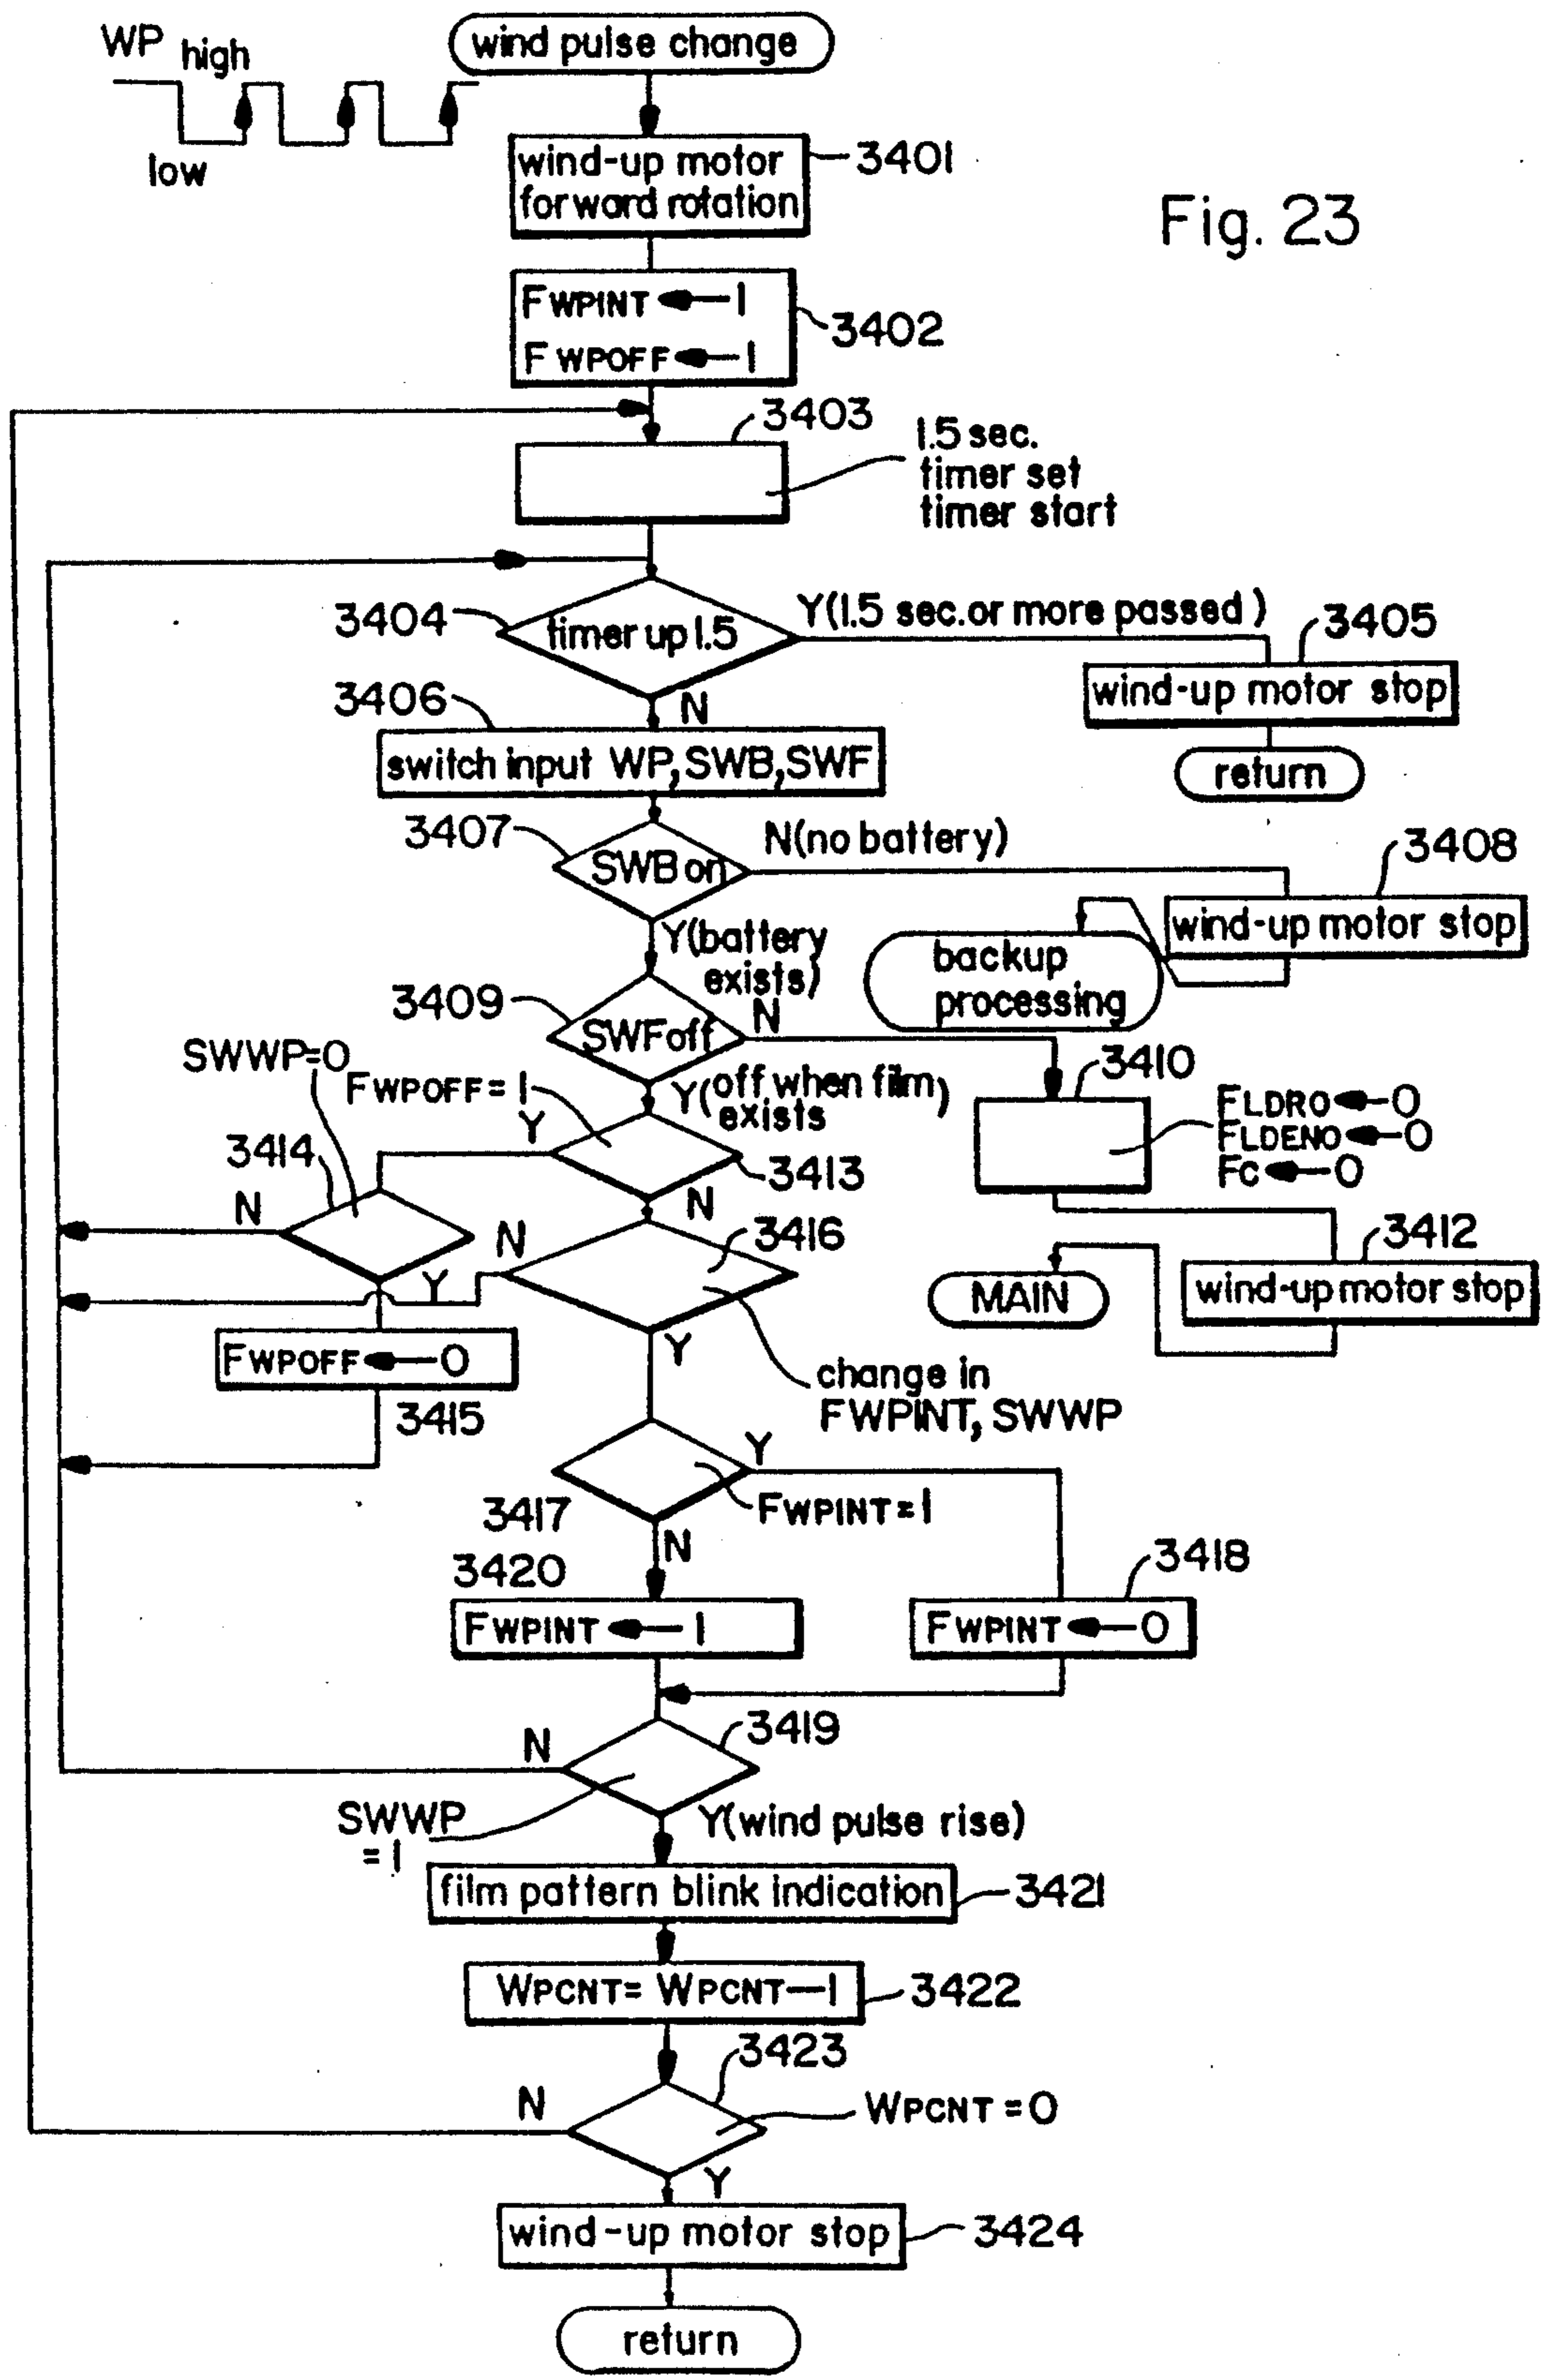 WP high
low
wind pulse change
wind-up motor
forward rotation
3401
Fig. 23
FWPINT ← 1
FWPOFF ← 1
3402
3403
1.5 sec.
timer set
timer start
3404
timer up 1.5
Y(1.5 sec. or more passed)
3405
wind-up motor stop
return
N
3406
switch input WP, SWB, SWF
3407
SWB on
N(no battery)
3408
wind-up motor stop
backup
processing
Y(battery
exists)
3409
SWF off
N
3410
FLDRO ← 0
FLDENO ← 0
FC ← 0
3412
wind-up motor stop
MAIN
Y(off when film)
exists
SWWP=0
FWPOFF = 1
Y
3413
N
3414
N
Y
FWPOFF ← 0
3415
N
3416
Y
change in
FWPINT, SWWP
3417
Y
FWPINT = 1
N
3420
FWPINT ← 1
3418
FWPINT ← 0
3419
N
SWWP
= 1
Y(wind pulse rise)
film pattern blink indication
3421
WPCNT = WPCNT — 1
3422
3423
N
WPCNT = 0
Y
wind-up motor stop
3424
return